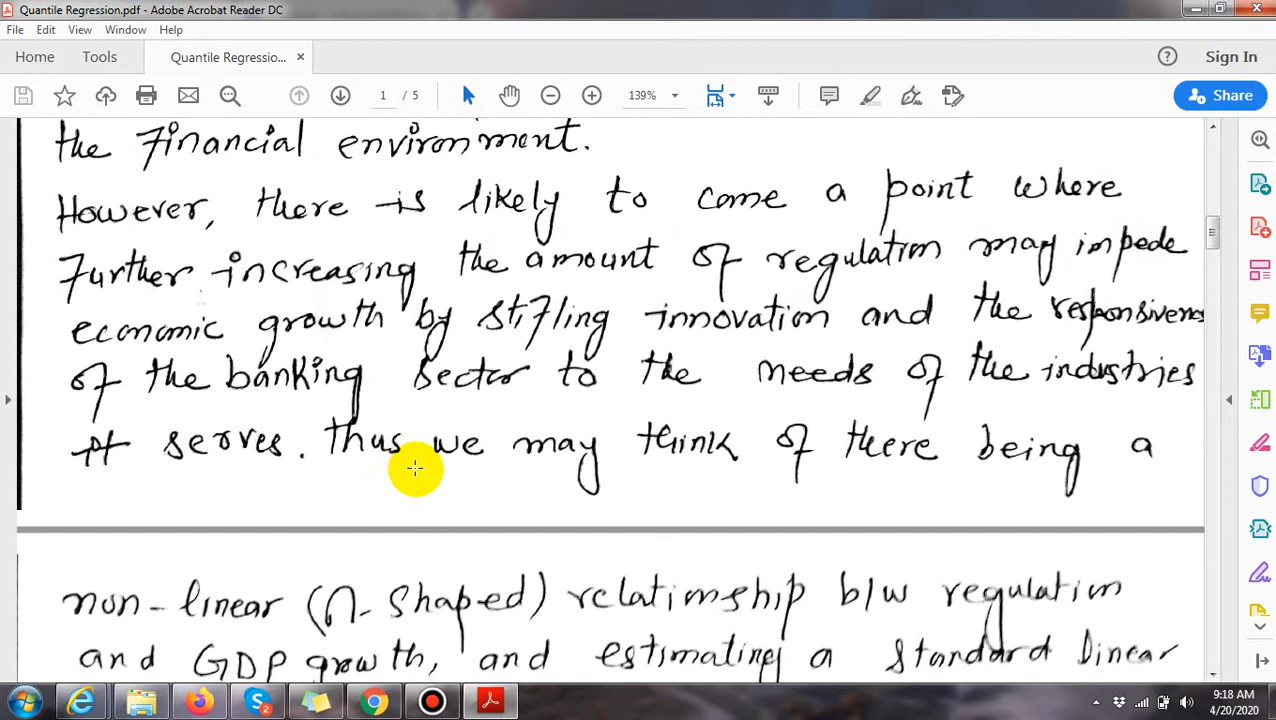 Quantile Regression.pdf - Adobe Acrobat Reader DC
File Edit View Window Help
Home Tools Quantile Regressio... × Sign In
1 / 5 139% Share
the Financial environment.
However, there is likely to come a point where
Further increasing the amount of regulation may impede
economic growth by stifling innovation and the responsivenes
of the banking sector to the needs of the industries
it serves. Thus we may think of there being a
non-linear (∩-shaped) relationship b/w regulation
and GDP growth, and estimating a standard linear
9:18 AM
4/20/2020